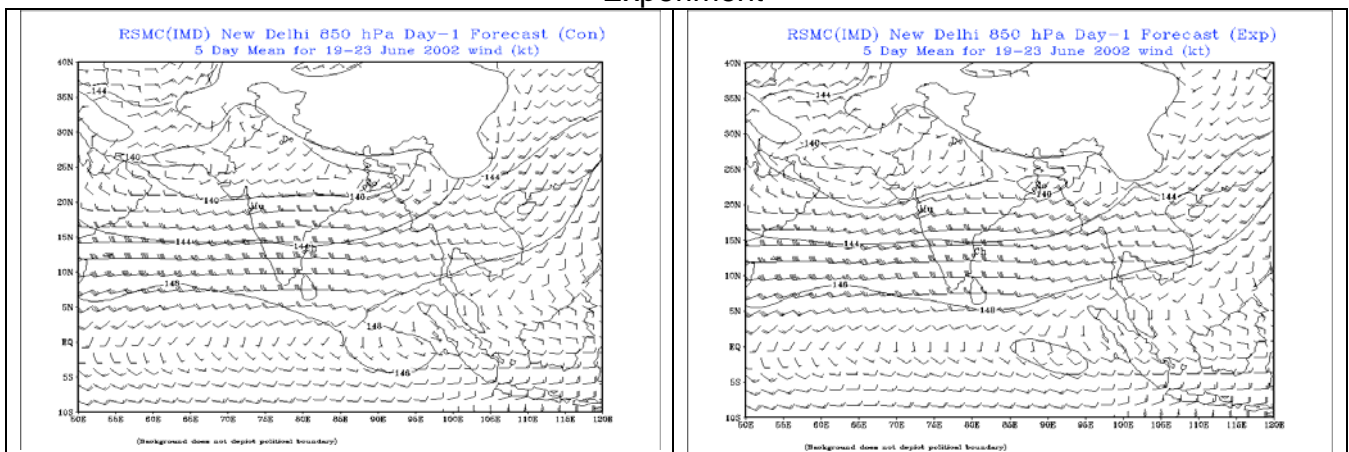 Experiment
RSMC(IMD) New Delhi 850 hPa Day-1 Forecast (Con)
5 Day Mean for 19-23 June 2002 wind (kt)
40N
35N
30N
25N
20N
15N
10N
5N
EQ
5S
10S
50E 55E 60E 65E 70E 75E 80E 85E 90E 95E 100E 105E 110E 115E 120E
144
140
144
140
140
144
144
148
148
146
(Background does not depict political boundary)
RSMC(IMD) New Delhi 850 hPa Day-1 Forecast (Exp)
5 Day Mean for 19-23 June 2002 wind (kt)
40N
35N
30N
25N
20N
15N
10N
5N
EQ
5S
10S
50E 55E 60E 65E 70E 75E 80E 85E 90E 95E 100E 105E 110E 115E 120E
144
140
140
144
144
148
(Background does not depict political boundary)